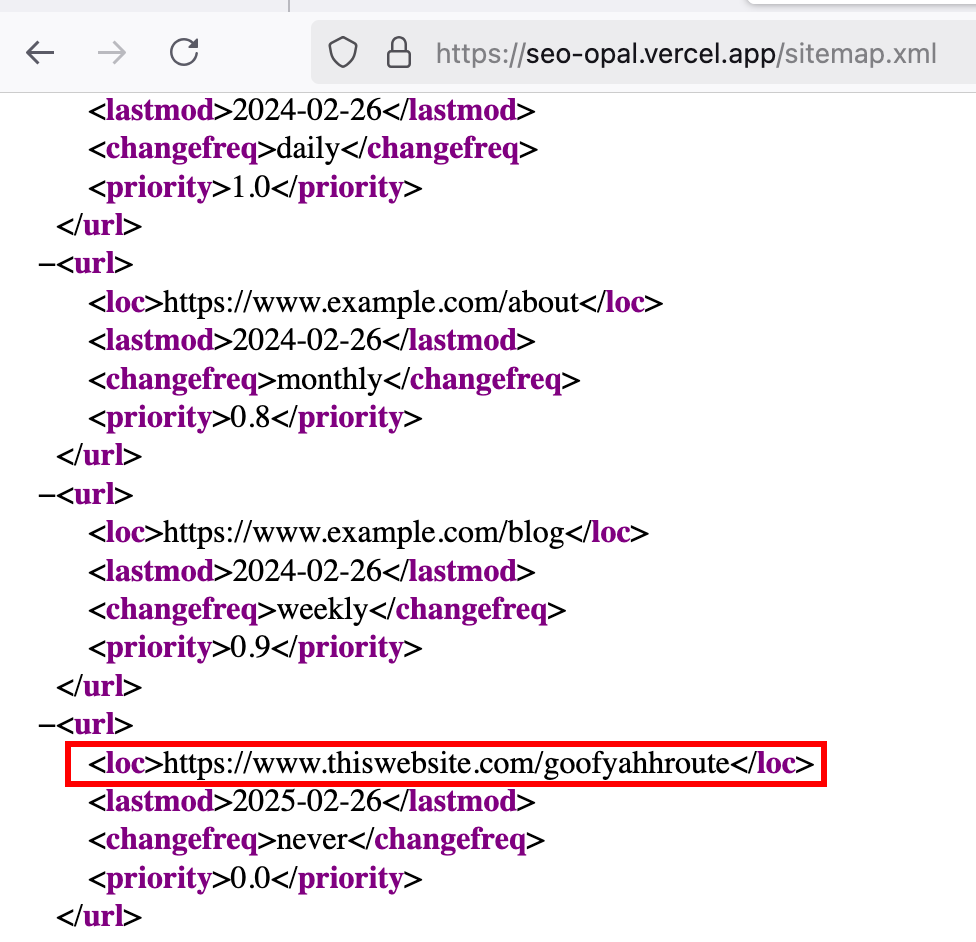 https://seo-opal.vercel.app/sitemap.xml
<lastmod>2024-02-26</lastmod>
<changefreq>daily</changefreq>
<priority>1.0</priority>
</url>
–<url>
<loc>https://www.example.com/about</loc>
<lastmod>2024-02-26</lastmod>
<changefreq>monthly</changefreq>
<priority>0.8</priority>
</url>
–<url>
<loc>https://www.example.com/blog</loc>
<lastmod>2024-02-26</lastmod>
<changefreq>weekly</changefreq>
<priority>0.9</priority>
</url>
–<url>
<loc>https://www.thiswebsite.com/goofyahhroute</loc>
<lastmod>2025-02-26</lastmod>
<changefreq>never</changefreq>
<priority>0.0</priority>
</url>